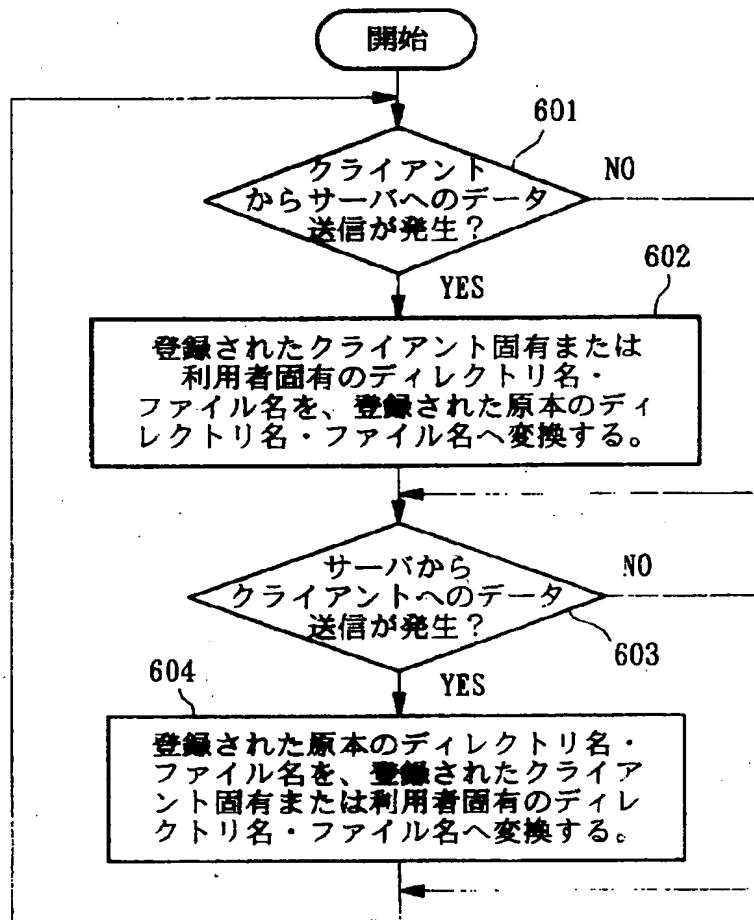 開始
601
クライアント
からサーバへのデータ
送信が発生？
NO
YES
602
登録されたクライアント固有または
利用者固有のディレクトリ名・
ファイル名を、登録された原本のディ
レクトリ名・ファイル名へ変換する。
サーバから
クライアントへのデータ
送信が発生？
NO
603
YES
604
登録された原本のディレクトリ名・
ファイル名を、登録されたクライア
ント固有または利用者固有のディレ
クトリ名・ファイル名へ変換する。